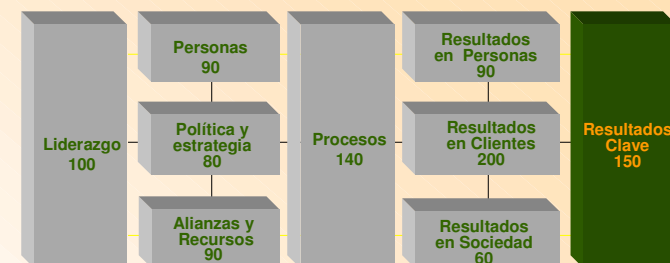 Liderazgo
100
Personas
90
Política y
estrategia
80
Alianzas y
Recursos
90
Procesos
140
Resultados
en Personas
90
Resultados
en Clientes
200
Resultados
en Sociedad
60
Resultados
Clave
150